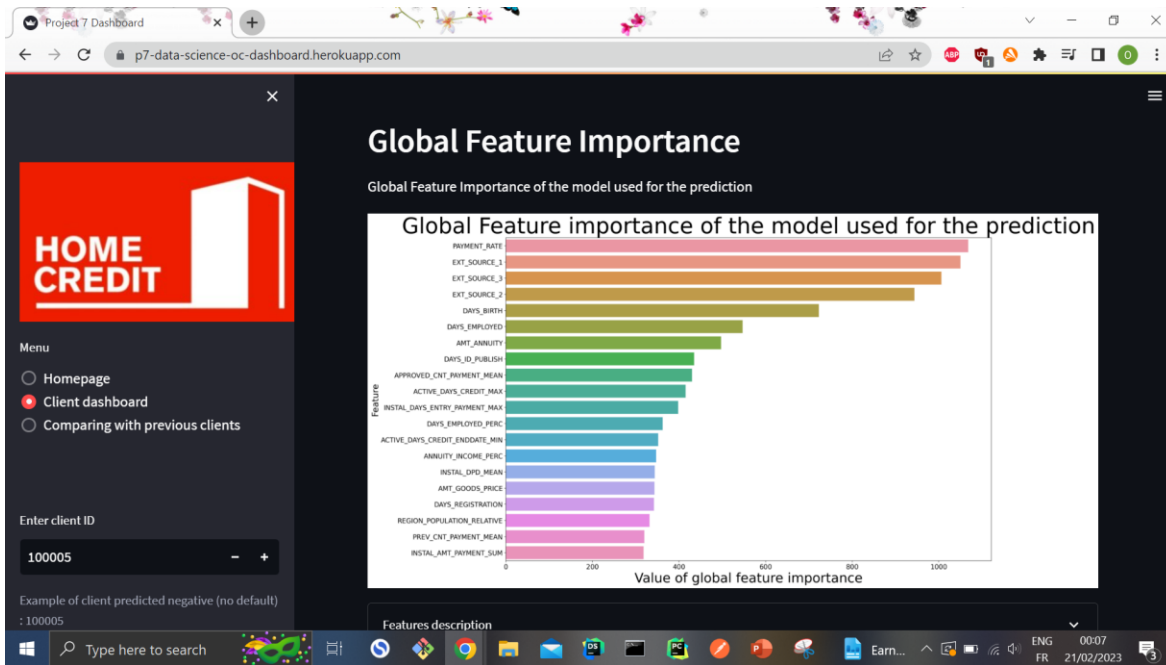 Project 7 Dashboard
p7-data-science-oc-dashboard.herokuapp.com
HOME
CREDIT
Menu
Homepage
Client dashboard
Comparing with previous clients
Enter client ID
100005
Example of client predicted negative (no default)
: 100005
Global Feature Importance
Global Feature Importance of the model used for the prediction
Global Feature importance of the model used for the prediction
Feature
PAYMENT_RATE
EXT_SOURCE_1
EXT_SOURCE_3
EXT_SOURCE_2
DAYS_BIRTH
DAYS_EMPLOYED
AMT_ANNUITY
DAYS_ID_PUBLISH
APPROVED_CNT_PAYMENT_MEAN
ACTIVE_DAYS_CREDIT_MAX
INSTAL_DAYS_ENTRY_PAYMENT_MAX
DAYS_EMPLOYED_PERC
ACTIVE_DAYS_CREDIT_ENDDATE_MIN
ANNUITY_INCOME_PERC
INSTAL_DPD_MEAN
AMT_GOODS_PRICE
DAYS_REGISTRATION
REGION_POPULATION_RELATIVE
PREV_CNT_PAYMENT_MEAN
INSTAL_AMT_PAYMENT_SUM
0 200 400 600 800 1000
Value of global feature importance
Features description
Type here to search
Earn...
ENG
FR
00:07
21/02/2023